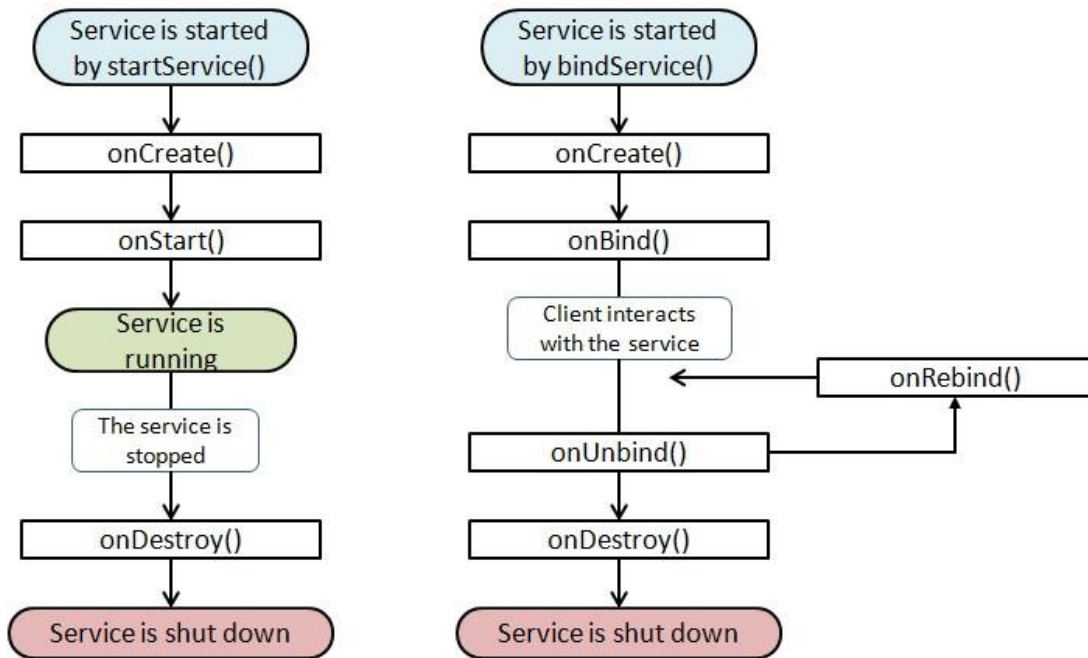 Service is started
by startService()
onCreate()
onStart()
Service is
running
The service is
stopped
onDestroy()
Service is shut down
Service is started
by bindService()
onCreate()
onBind()
Client interacts
with the service
onRebind()
onUnbind()
onDestroy()
Service is shut down